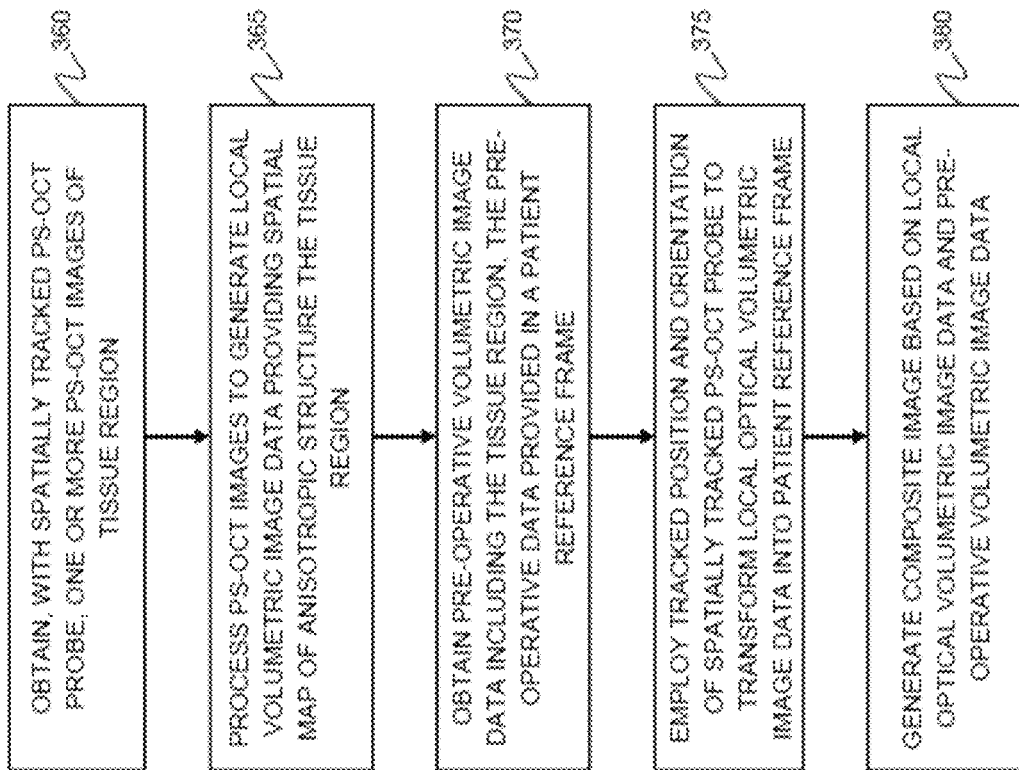 OBTAIN, WITH SPATIALLY TRACKED PS-OCT
PROBE, ONE OR MORE PS-OCT IMAGES OF
TISSUE REGION
360
PROCESS PS-OCT IMAGES TO GENERATE LOCAL
VOLUMETRIC IMAGE DATA PROVIDING SPATIAL
MAP OF ANISOTROPIC STRUCTURE THE TISSUE
REGION
365
OBTAIN PRE-OPERATIVE VOLUMETRIC IMAGE
DATA INCLUDING THE TISSUE REGION, THE PRE-
OPERATIVE DATA PROVIDED IN A PATIENT
REFERENCE FRAME
370
EMPLOY TRACKED POSITION AND ORIENTATION
OF SPATIALLY TRACKED PS-OCT PROBE TO
TRANSFORM LOCAL OPTICAL VOLUMETRIC
IMAGE DATA INTO PATIENT REFERENCE FRAME
375
GENERATE COMPOSITE IMAGE BASED ON LOCAL
OPTICAL VOLUMETRIC IMAGE DATA AND PRE-
OPERATIVE VOLUMETRIC IMAGE DATA
380